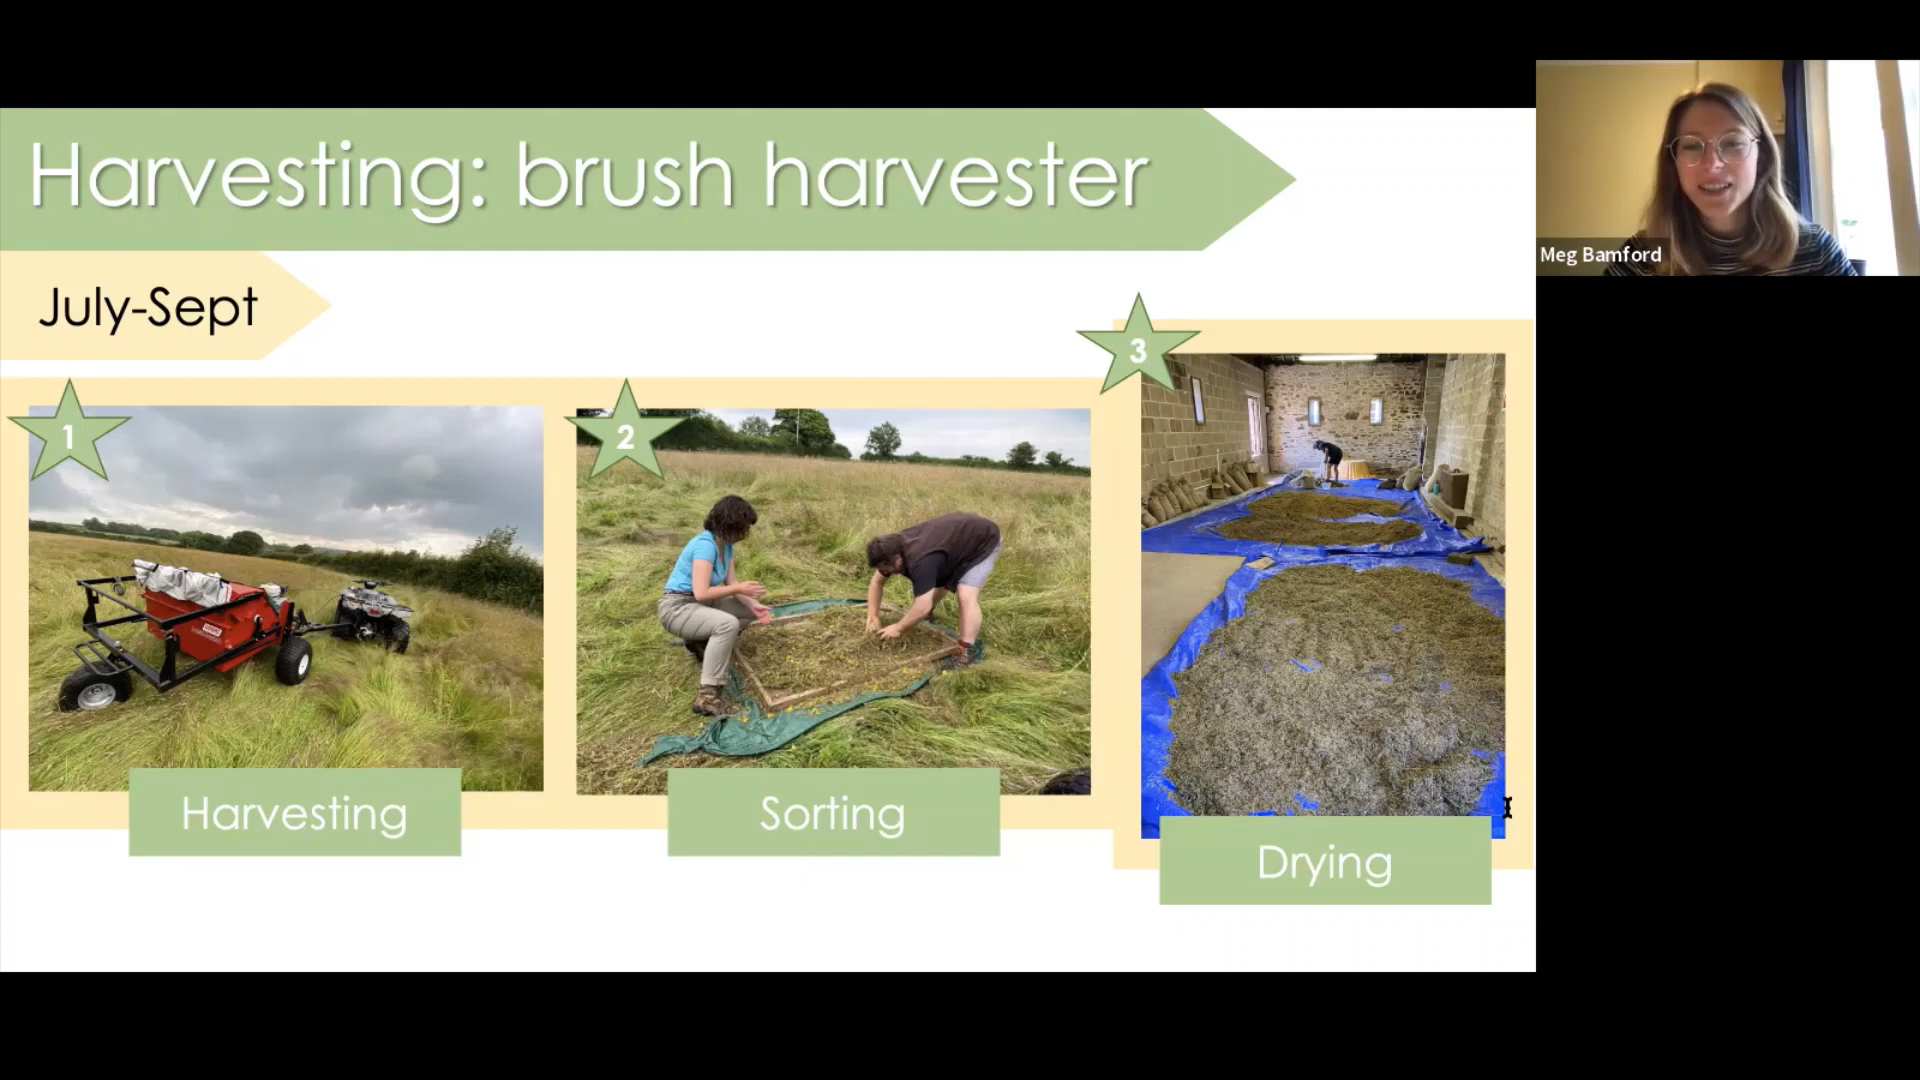 Harvesting: brush harvester
July-Sept
1
2
3
Harvesting
Sorting
Drying
Meg Bamford